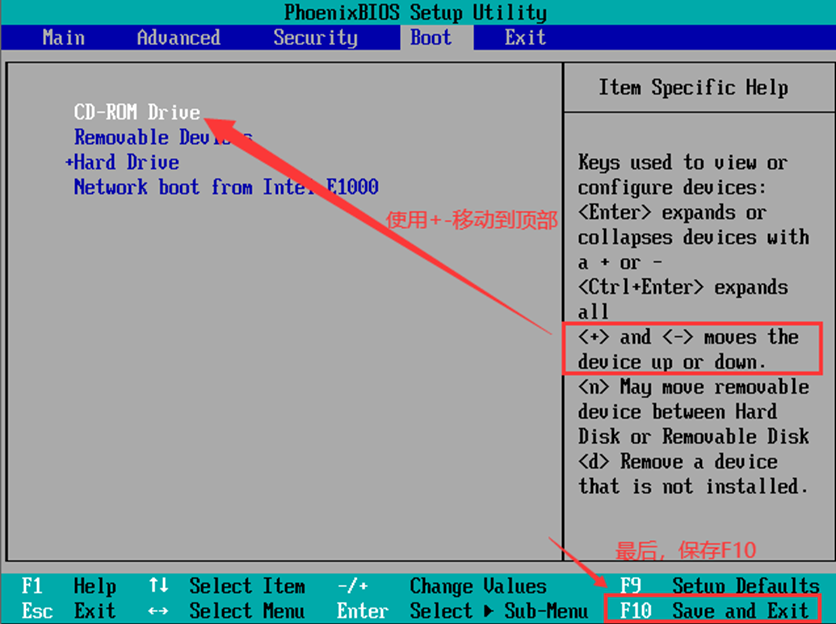 PhoenixBIOS Setup Utility
Main Advanced Security Boot Exit
CD-ROM Drive
Removable Devices
+Hard Drive
Network boot from Intel E1000
使用+-移动到顶部
Item Specific Help
Keys used to view or
configure devices:
<Enter> expands or
collapses devices with
a + or -
<Ctrl+Enter> expands
all
<+> and <-> moves the
device up or down.
<n> May move removable
device between Hard
Disk or Removable Disk
<d> Remove a device
that is not installed.
最后，保存F10
F1 Help ↑↓ Select Item -/+ Change Values F9 Setup Defaults
Esc Exit ↔ Select Menu Enter Select ▶ Sub-Menu F10 Save and Exit